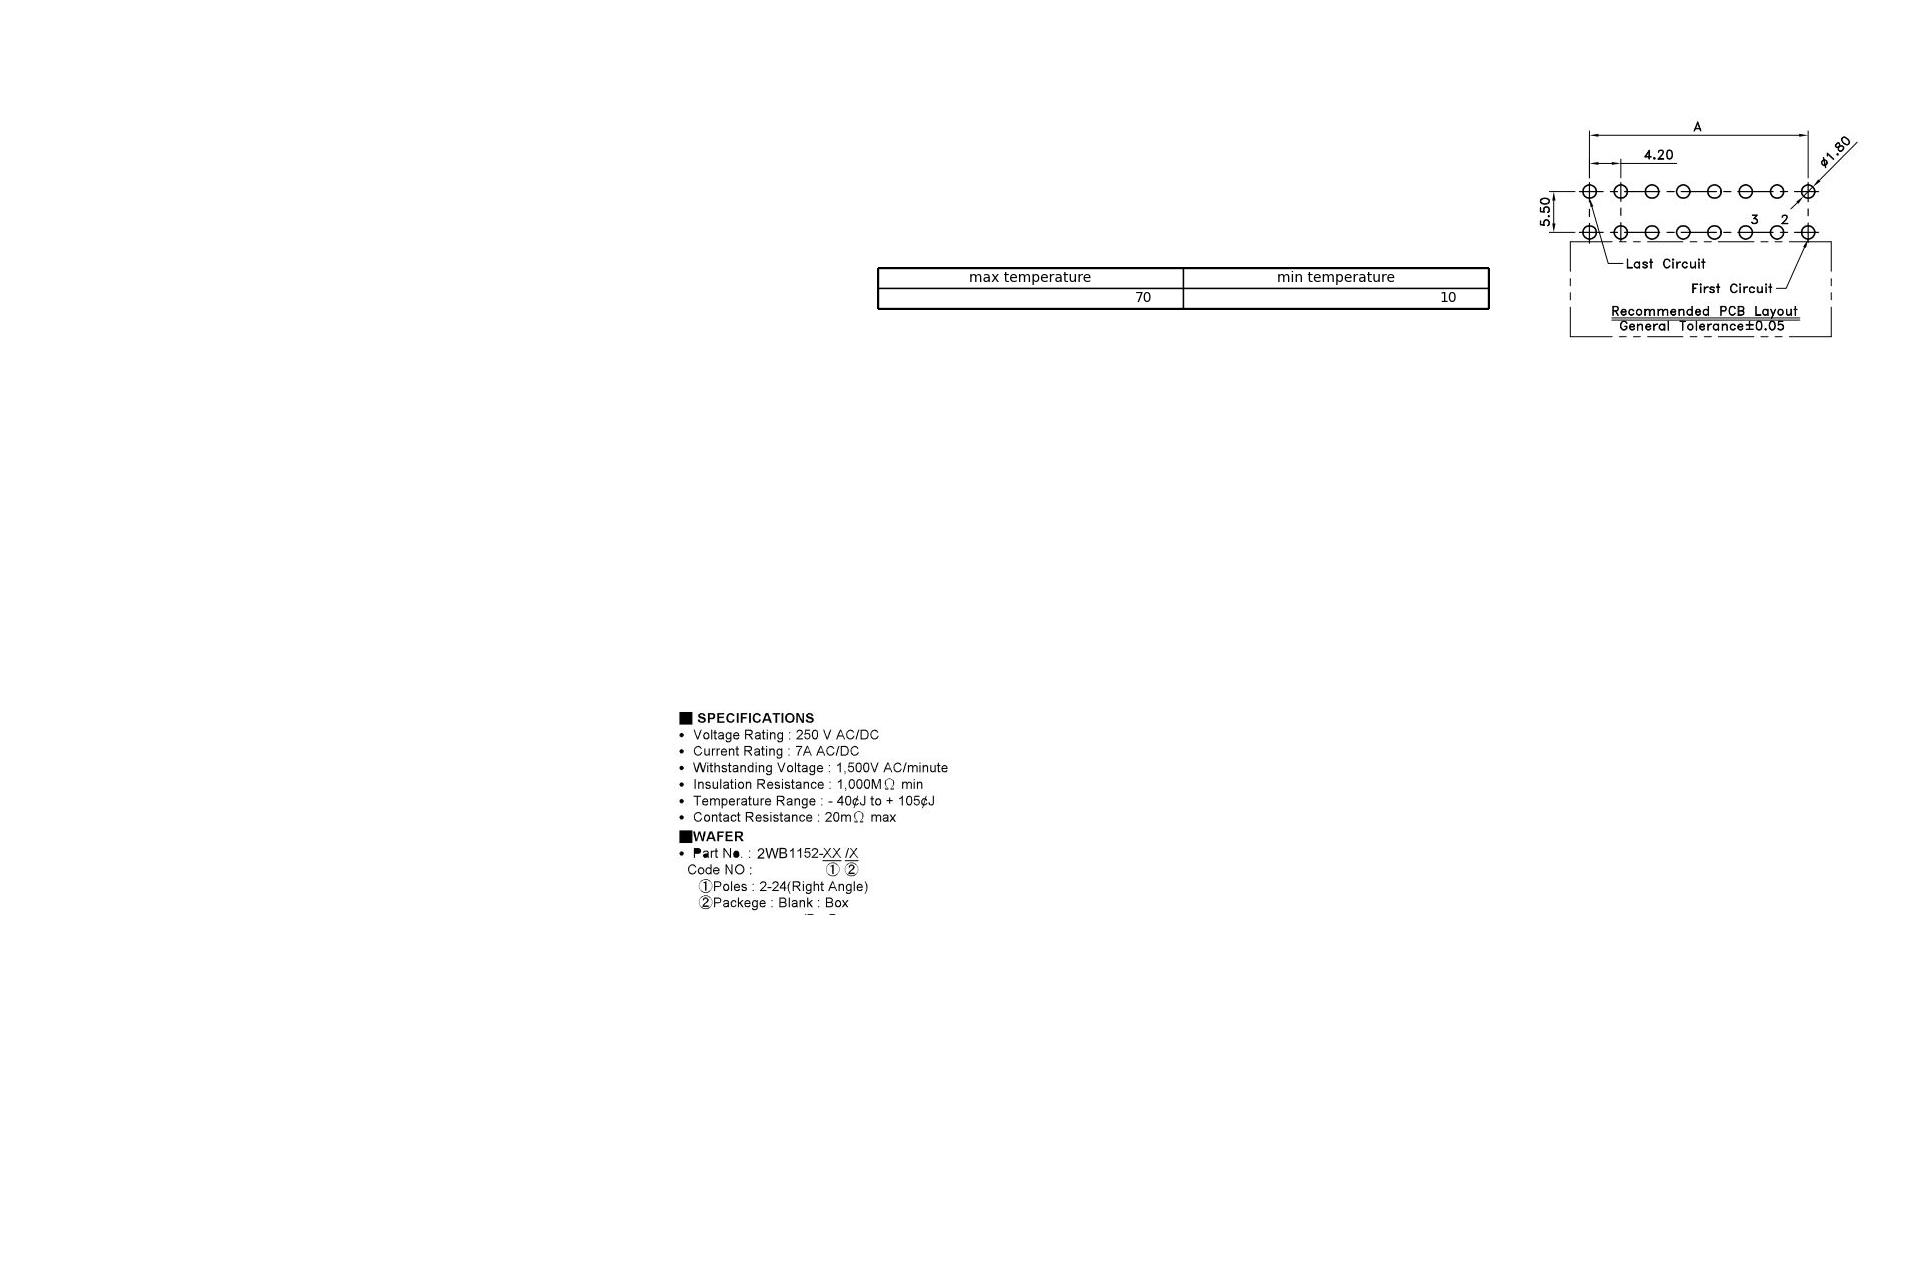 A
4.20
ø1.80
5.50
3 2
Last Circuit
First Circuit
Recommended PCB Layout
General Tolerance±0.05
max temperature min temperature
70 10
■ SPECIFICATIONS
• Voltage Rating : 250 V AC/DC
• Current Rating : 7A AC/DC
• Withstanding Voltage : 1,500V AC/minute
• Insulation Resistance : 1,000MΩ min
• Temperature Range : - 40¢J to + 105¢J
• Contact Resistance : 20mΩ max
■WAFER
• Part No. : 2WB1152-XX /X
Code NO : ① ②
①Poles : 2-24(Right Angle)
②Packege : Blank : Box